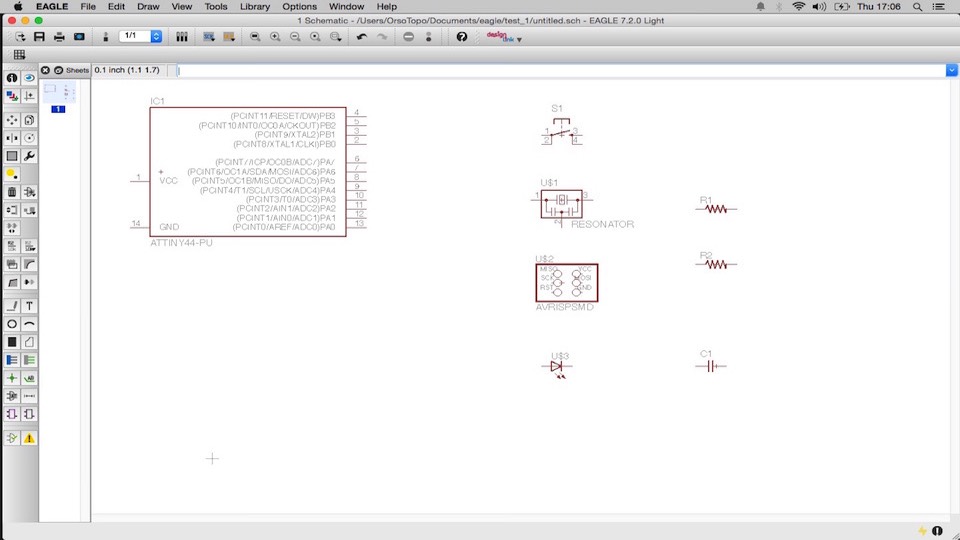 EAGLE File Edit Draw View Tools Library Options Window Help Thu 17:06
1 Schematic - /Users/OrsoTopo/Documents/eagle/test_1/untitled.sch - EAGLE 7.2.0 Light
1/1
design link
Sheets 0.1 inch (1.1 1.7)
1
IC1
(PCINT11/RESET/DW)PB3 4
(PCINT10/INT0/OC0A/CKOUT)PB2 5
(PCINT9/XTAL2)PB1 3
(PCINT8/XTAL1/CLKI)PB0 2
(PCINT7/ICP/OC0B/ADC7)PA7 6
(PCINT6/OC1A/SDA/MOSI/ADC6)PA6 7
1 VCC (PCINT5/OC1B/MISO/DO/ADC5)PA5 8
(PCINT4/T1/SCL/USCK/ADC4)PA4 9
(PCINT3/T0/ADC3)PA3 10
(PCINT2/AIN1/ADC2)PA2 11
(PCINT1/AIN0/ADC1)PA1 12
14 GND (PCINT0/AREF/ADC0)PA0 13
ATTINY44-PU
S1
1 3
2 4
U$1
1 3
2
RESONATOR
R1
R2
U$2
MISO VCC
SCK MOSI
RST GND
AVRISPSMD
U$3
C1